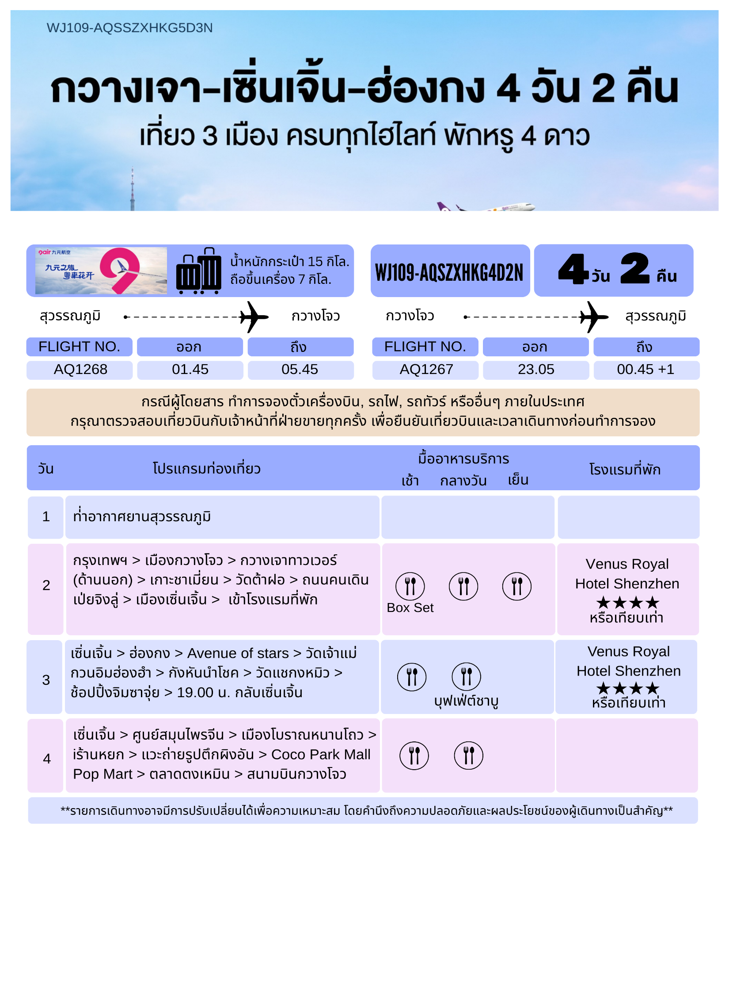 WJ109-AQSSZXHKG5D3N
กวางเจา-เซิ่นเจิ้น-ฮ่องกง 4 วัน 2 คืน
เที่ยว 3 เมือง ครบทุกไฮไลท์ พักหรู 4 ดาว
9air 九元航空
九元之旅
粤来花开
น้ำหนักกระเป๋า 15 กิโล.
ถือขึ้นเครื่อง 7 กิโล.
WJ109-AQSZXHKG4D2N
4 วัน 2 คืน
สุวรรณภูมิ กวางโจว
กวางโจว สุวรรณภูมิ
FLIGHT NO. ออก ถึง FLIGHT NO. ออก ถึง
AQ1268 01.45 05.45 AQ1267 23.05 00.45 +1
กรณีผู้โดยสาร ทำการจองตั๋วเครื่องบิน, รถไฟ, รถทัวร์ หรืออื่นๆ ภายในประเทศ
กรุณาตรวจสอบเที่ยวบินกับเจ้าหน้าที่ฝ่ายขายทุกครั้ง เพื่อยืนยันเที่ยวบินและเวลาเดินทางก่อนทำการจอง
วัน โปรแกรมท่องเที่ยว มื้ออาหารบริการ โรงแรมที่พัก
เช้า กลางวัน เย็น
1 ท่่าอากาศยานสุวรรณภูมิ
2
กรุงเทพฯ > เมืองกวางโจว > กวางเจาทาวเวอร์
(ด้านนอก) > เกาะชาเมี่ยน > วัดต้าฝอ > ถนนคนเดิน
เป่ยจิงลู่ > เมืองเซิ่นเจิ้น > เข้าโรงแรมที่พัก
Box Set
Venus Royal
Hotel Shenzhen
★★★★
หรือเทียบเท่า
3
เซิ่นเจิ้น > ฮ่องกง > Avenue of stars > วัดเจ้าแม่
กวนอิมฮ่องฮำ > กังหันนำโชค > วัดแชกงหมิว >
ช้อปปิ้งจิมซาจุ่ย > 19.00 น. กลับเซิ่นเจิ้น
บุฟเฟ่ต์ชาบู
Venus Royal
Hotel Shenzhen
★★★★
หรือเทียบเท่า
4
เซิ่นเจิ้น > ศูนย์สมุนไพรจีน > เมืองโบราณหนานโถว >
iร้านหยก > แวะถ่ายรูปตึกผิงอัน > Coco Park Mall
Pop Mart > ตลาดตงเหมิน > สนามบินกวางโจว
**รายการเดินทางอาจมีการปรับเปลี่ยนได้เพื่อความเหมาะสม โดยคำนึงถึงความปลอดภัยและผลประโยชน์ของผู้เดินทางเป็นสำคัญ**